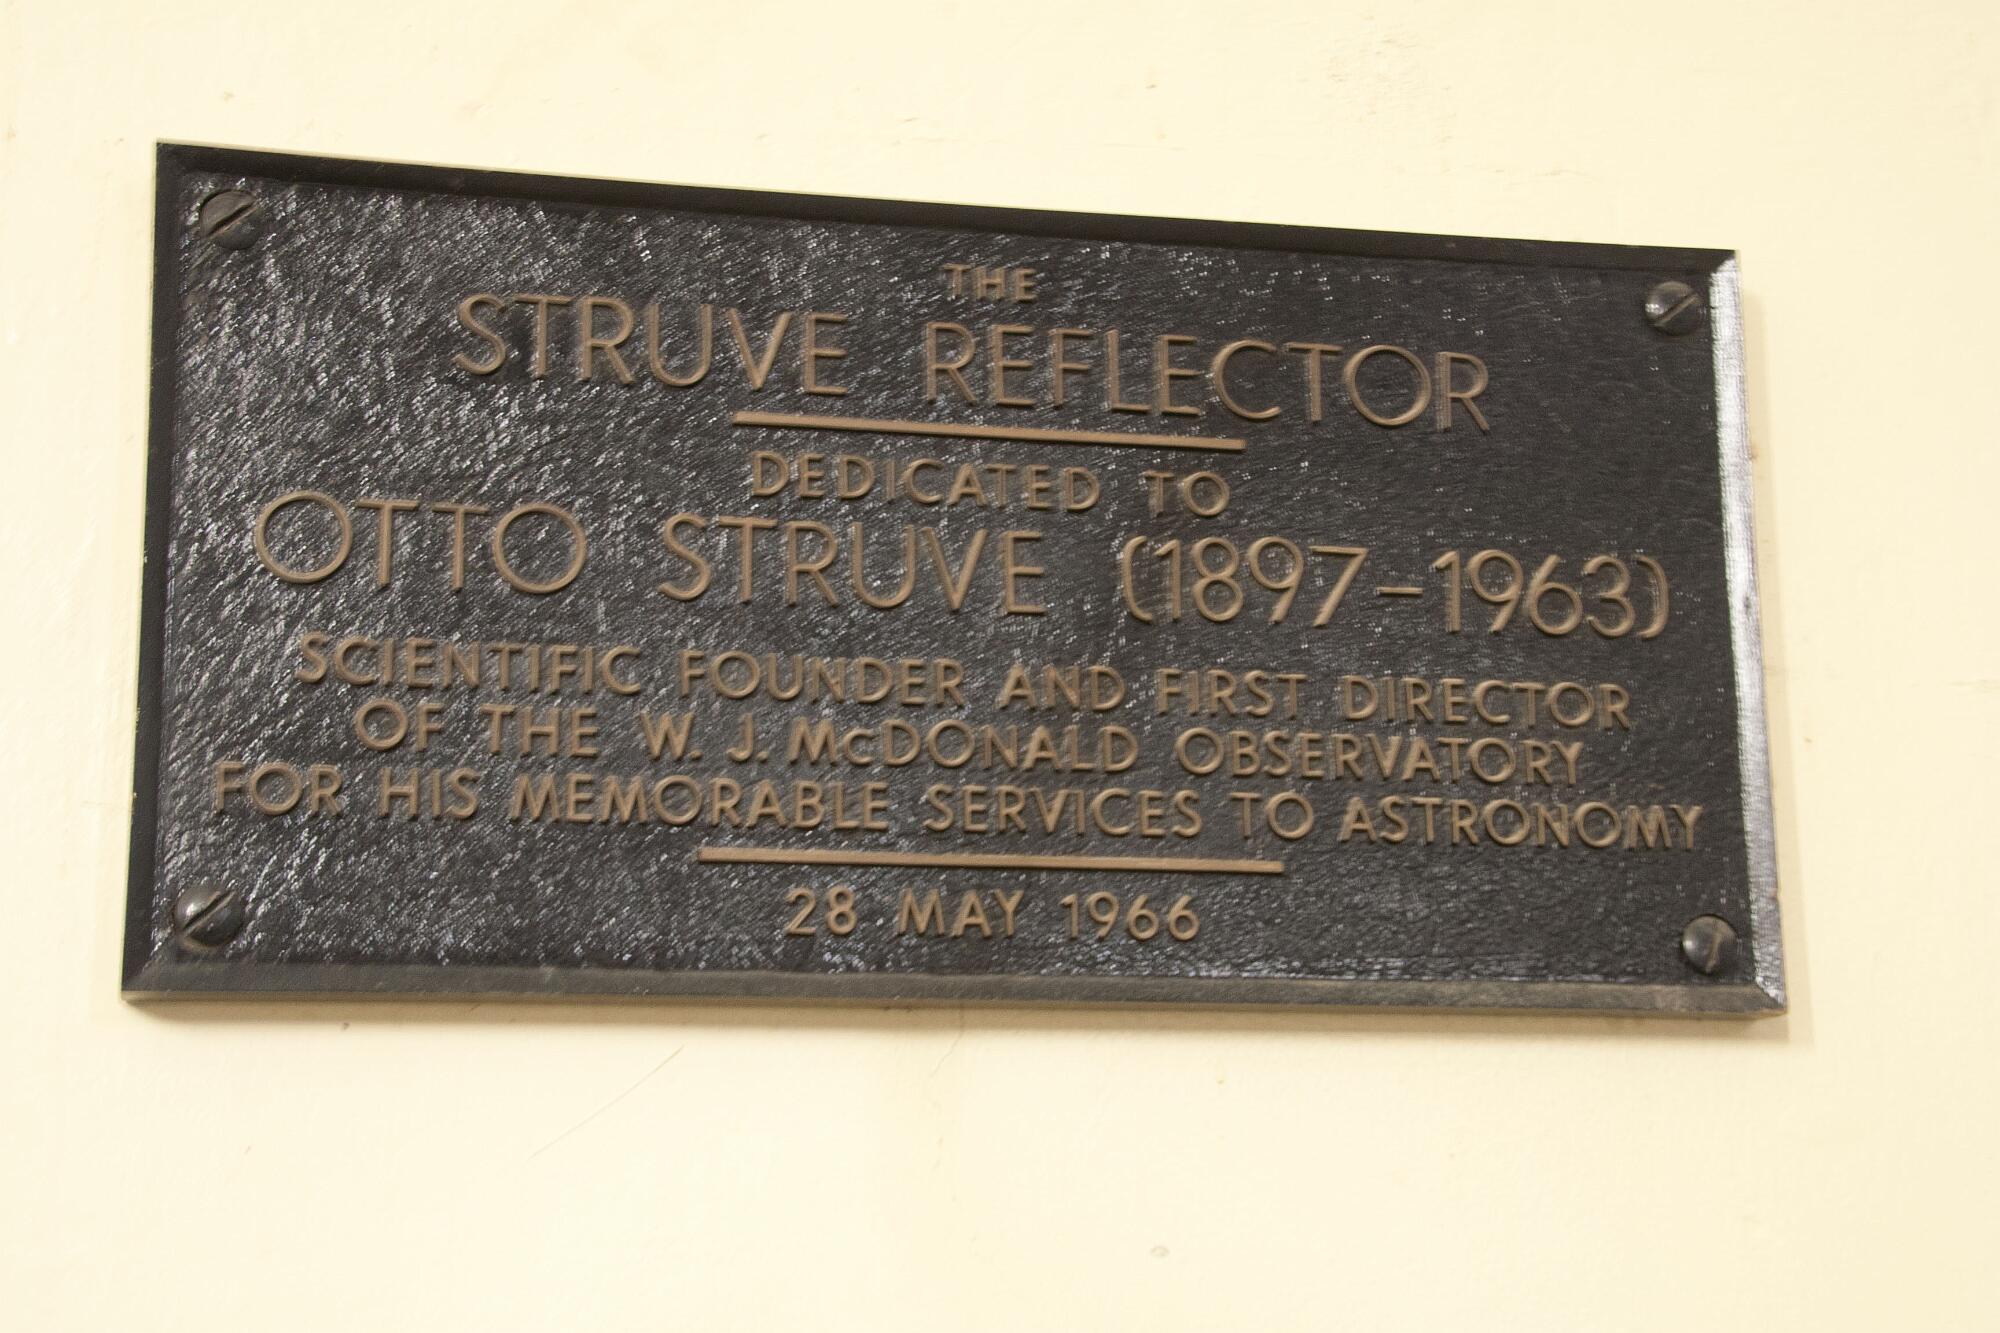 THE
STRUVE REFLECTOR
DEDICATED TO
OTTO STRUVE (1897–1963)
SCIENTIFIC FOUNDER AND FIRST DIRECTOR
OF THE W. J. McDONALD OBSERVATORY
FOR HIS MEMORABLE SERVICES TO ASTRONOMY
28 MAY 1966